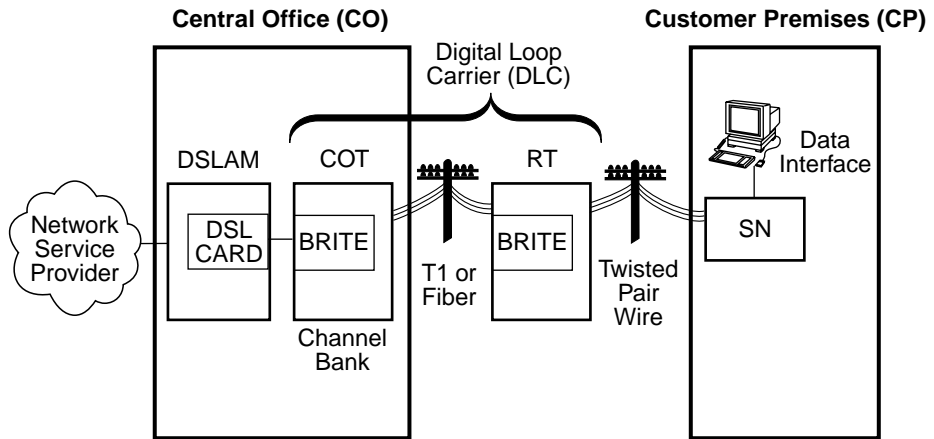 Central Office (CO)
Customer Premises (CP)
Digital Loop
Carrier (DLC)
DSLAM
COT
RT
Data
Interface
Network
Service
Provider
DSL
CARD
BRITE
BRITE
SN
T1 or
Fiber
Twisted
Pair
Wire
Channel
Bank